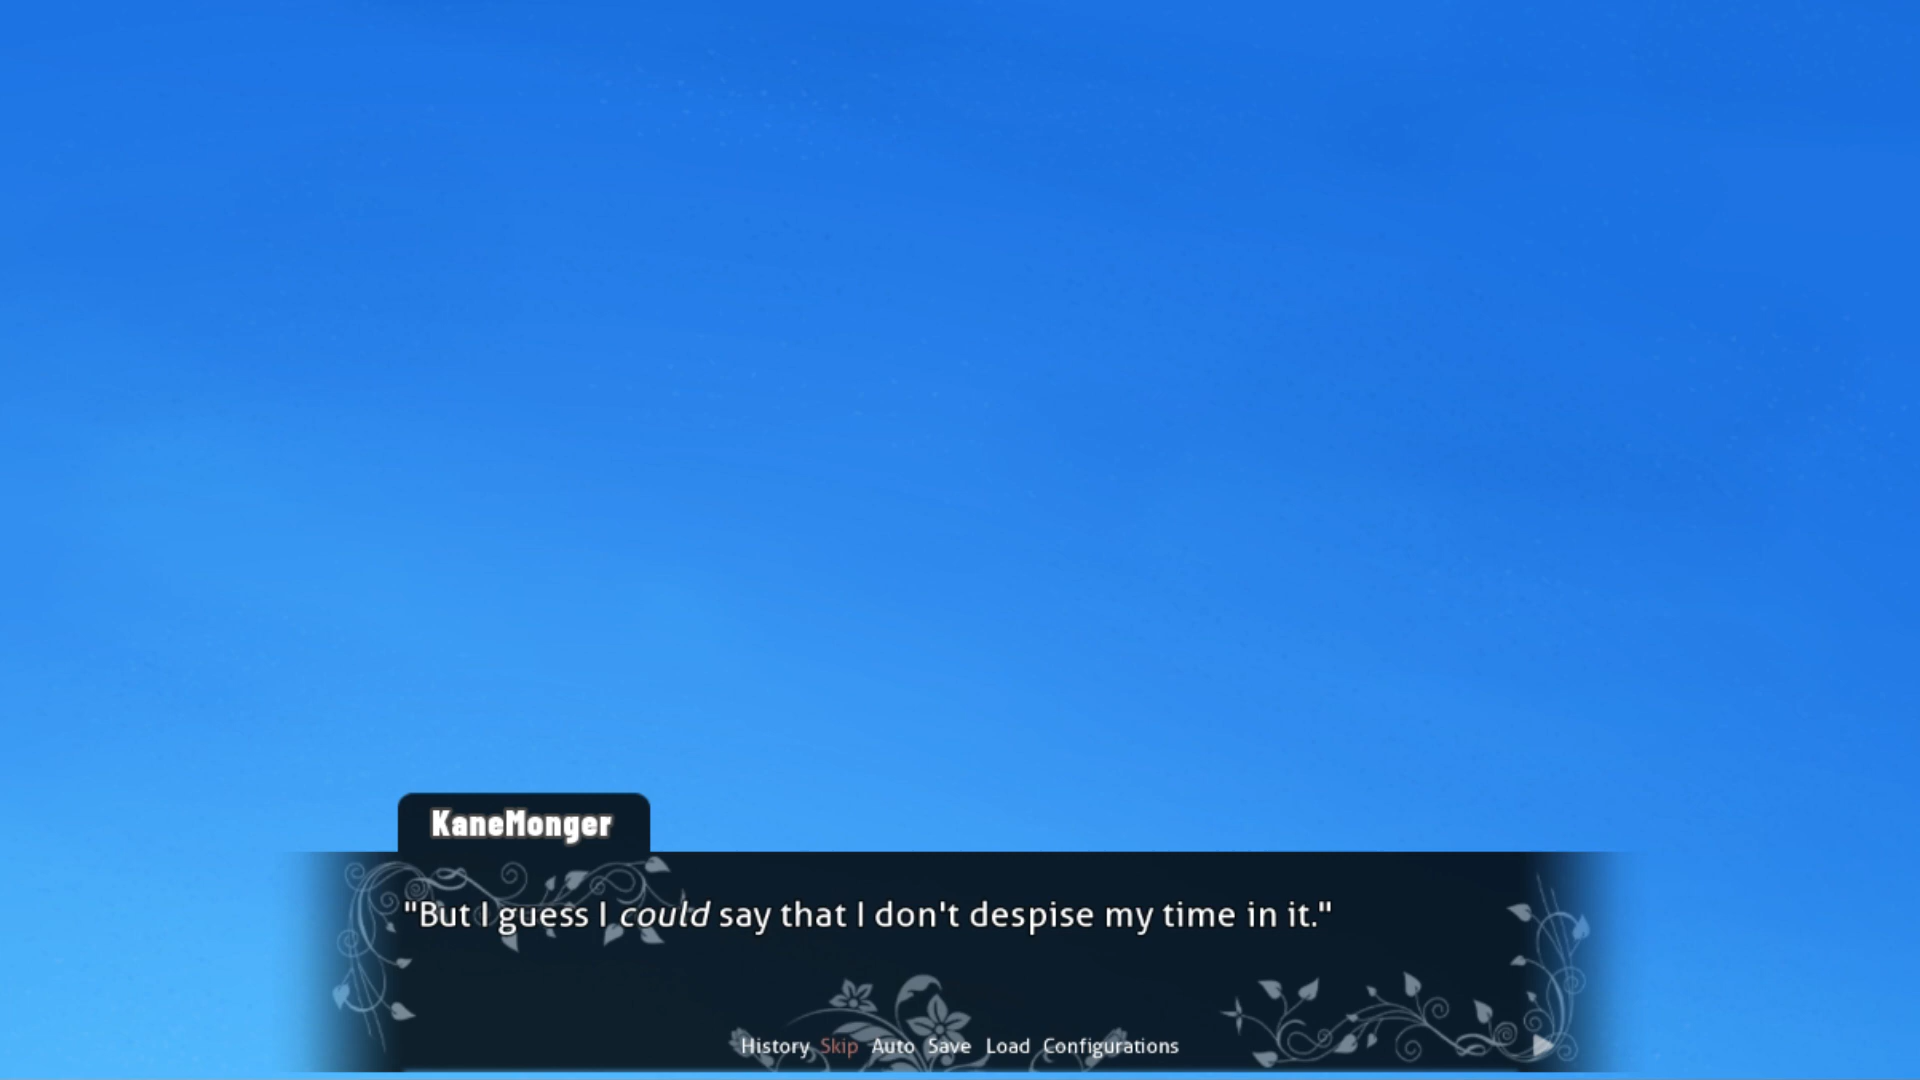 KaneMonger
"But I guess I could say that I don't despise my time in it."
History Skip Auto Save Load Configurations